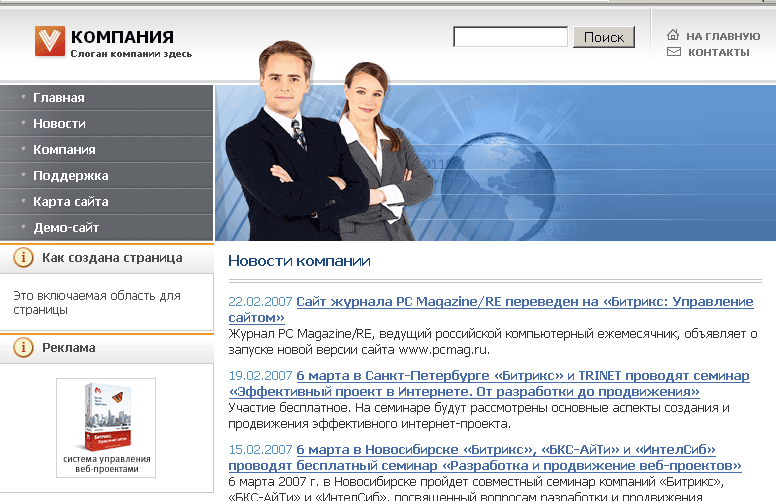 КОМПАНИЯ
Слоган компании здесь
Поиск
НА ГЛАВНУЮ
КОНТАКТЫ
Главная
Новости
Компания
Поддержка
Карта сайта
Демо-сайт
Как создана страница
Это включаемая область для
страницы
Реклама
система управления
веб-проектами
Новости компании
22.02.2007 Сайт журнала PC Magazine/RE переведен на «Битрикс: Управление
сайтом»
Журнал PC Magazine/RE, ведущий российской компьютерный ежемесячник, объявляет о
запуске новой версии сайта www.pcmag.ru.
19.02.2007 6 марта в Санкт-Петербурге «Битрикс» и TRINET проводят семинар
«Эффективный проект в Интернете. От разработки до продвижения»
Участие бесплатное. На семинаре будут рассмотрены основные аспекты создания и
продвижения эффективного интернет-проекта.
15.02.2007 6 марта в Новосибирске «Битрикс», «БКС-АйТи» и «ИнтелСиб»
проводят бесплатный семинар «Разработка и продвижение веб-проектов»
6 марта 2007 г. в Новосибирске пройдет совместный семинар компаний «Битрикс»,
«БКС-АйТи» и «ИнтелСиб», посвященный вопросам разработки и продвижения